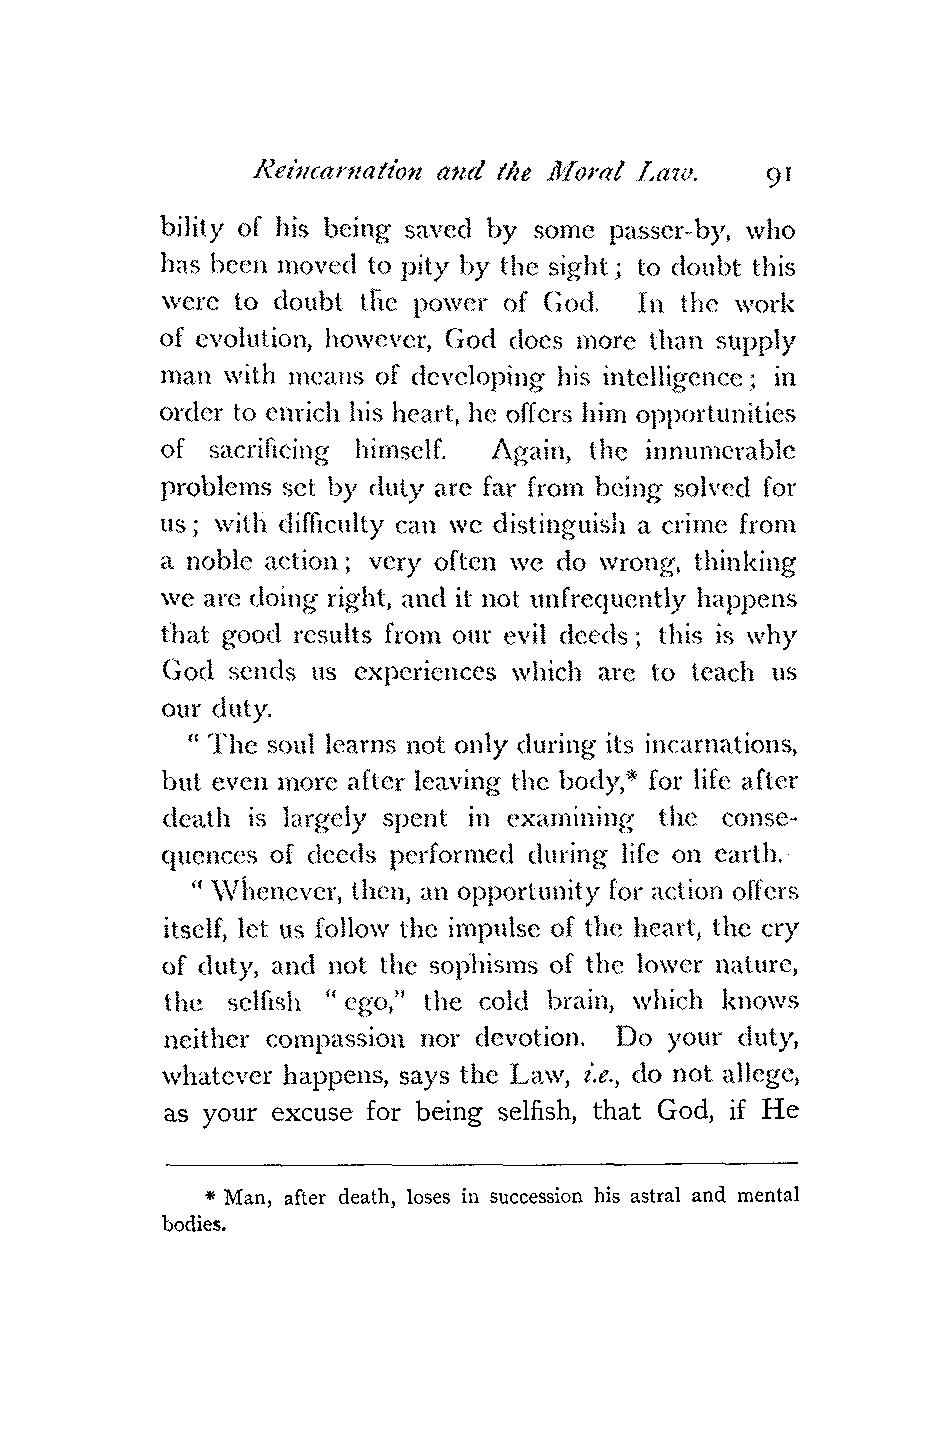 Reincarnation and the Moral Law. 91
bility of his being saved by some passer-by, who
has been moved to pity by the sight; to doubt this
were to doubt the power of God. In the work
of evolution, however, God does more than supply
man with means of developing his intelligence; in
order to enrich his heart, he offers him opportunities
of sacrificing himself. Again, the innumerable
problems set by duty are far from being solved for
us; with difficulty can we distinguish a crime from
a noble action; very often we do wrong, thinking
we are doing right, and it not unfrequently happens
that good results from our evil deeds; this is why
God sends us experiences which are to teach us
our duty.
" The soul learns not only during its incarnations,
but even more after leaving the body,* for life after
death is largely spent in examining the conse-
quences of deeds performed during life on earth.
" Whenever, then, an opportunity for action offers
itself, let us follow the impulse of the heart, the cry
of duty, and not the sophisms of the lower nature,
the selfish " ego," the cold brain, which knows
neither compassion nor devotion. Do your duty,
whatever happens, says the Law, i.e., do not allege,
as your excuse for being selfish, that God, if He
* Man, after death, loses in succession his astral and mental
bodies.